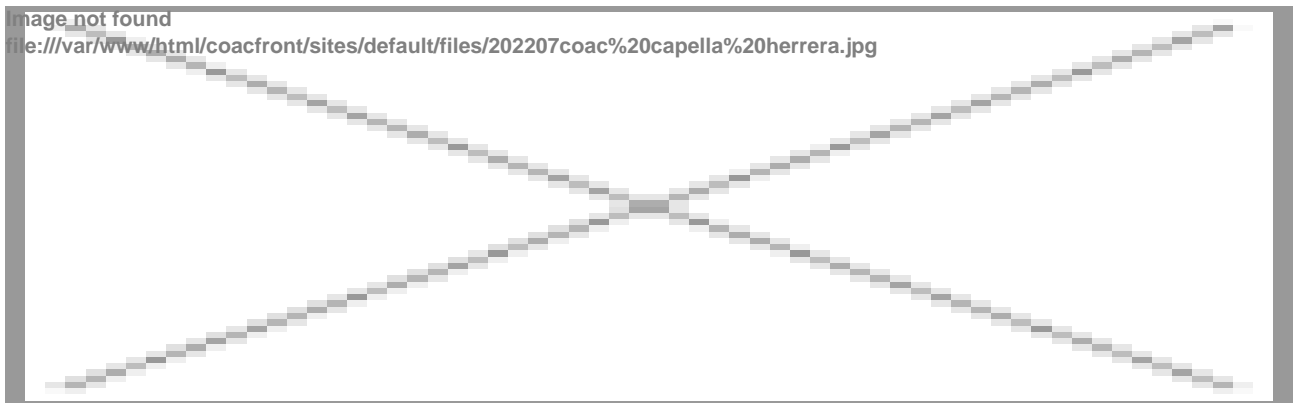 Image not found
file:///var/www/html/coacfront/sites/default/files/202207coac%20capella%20herrera.jpg